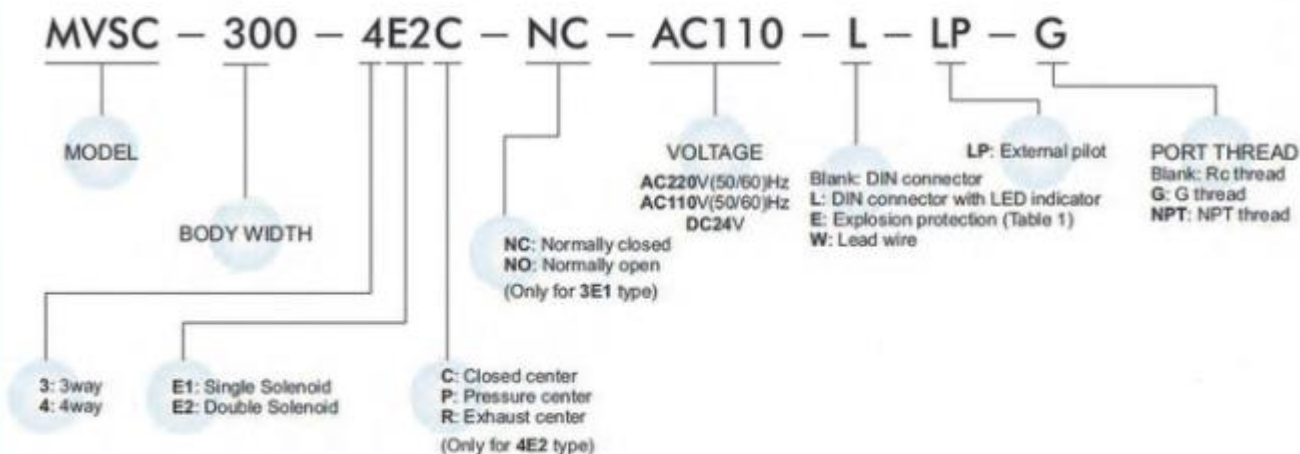 MVSC - 300 - 4E2C - NC - AC110 - L - LP - G
MODEL
BODY WIDTH
3: 3way
4: 4way
E1: Single Solenoid
E2: Double Solenoid
C: Closed center
P: Pressure center
R: Exhaust center
(Only for 4E2 type)
NC: Normally closed
NO: Normally open
(Only for 3E1 type)
VOLTAGE
AC220V(50/60)Hz
AC110V(50/60)Hz
DC24V
Blank: DIN connector
L: DIN connector with LED indicator
E: Explosion protection (Table 1)
W: Lead wire
LP: External pilot
PORT THREAD
Blank: Rc thread
G: G thread
NPT: NPT thread